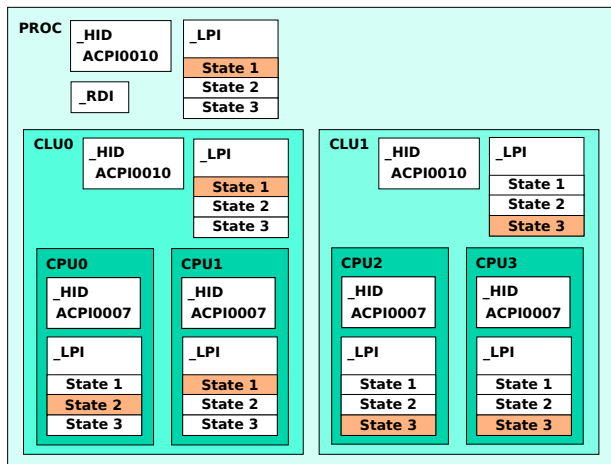 PROC
_HID
ACPI0010
_RDI
_LPI
State 1
State 2
State 3
CLU0
_HID
ACPI0010
_LPI
State 1
State 2
State 3
CPU0
_HID
ACPI0007
_LPI
State 1
State 2
State 3
CPU1
_HID
ACPI0007
_LPI
State 1
State 2
State 3
CLU1
_HID
ACPI0010
_LPI
State 1
State 2
State 3
CPU2
_HID
ACPI0007
_LPI
State 1
State 2
State 3
CPU3
_HID
ACPI0007
_LPI
State 1
State 2
State 3